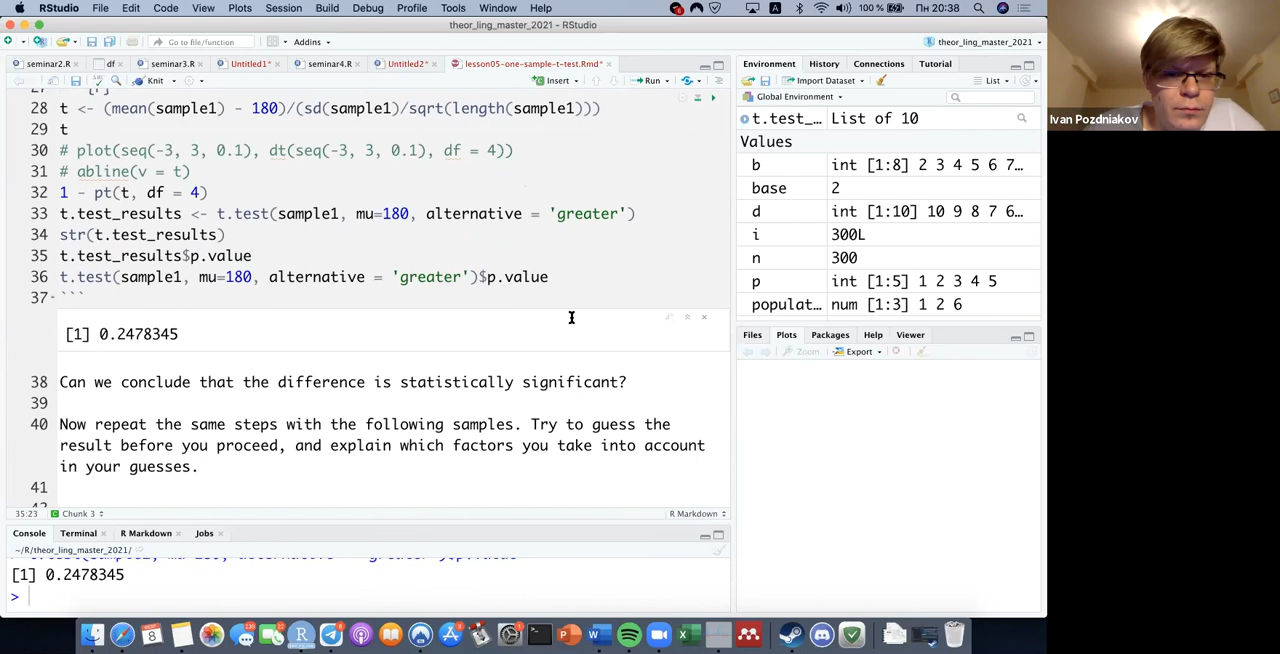 RStudio File Edit Code View Plots Session Build Debug Profile Tools Window Help 100 % Пн 20:38
theor_ling_master_2021 - RStudio
Go to file/function Addins theor_ling_master_2021
seminar2.R df seminar3.R Untitled1* seminar4.R Untitled2* lesson05-one-sample-t-test.Rmd*
Knit Insert Run
28 t <- (mean(sample1) - 180)/(sd(sample1)/sqrt(length(sample1)))
29 t
30 # plot(seq(-3, 3, 0.1), dt(seq(-3, 3, 0.1), df = 4))
31 # abline(v = t)
32 1 - pt(t, df = 4)
33 t.test_results <- t.test(sample1, mu=180, alternative = 'greater')
34 str(t.test_results)
35 t.test_results$p.value
36 t.test(sample1, mu=180, alternative = 'greater')$p.value
37 ```
[1] 0.2478345
38 Can we conclude that the difference is statistically significant?
39
40 Now repeat the same steps with the following samples. Try to guess the
result before you proceed, and explain which factors you take into account
in your guesses.
41
35:23 Chunk 3 R Markdown
Console Terminal R Markdown Jobs
~/R/theor_ling_master_2021/
[1] 0.2478345
>
Environment History Connections Tutorial
Import Dataset List
Global Environment
t.test_… List of 10
Values
b int [1:8] 2 3 4 5 6 7…
base 2
d int [1:10] 10 9 8 7 6…
i 300L
n 300
p int [1:5] 1 2 3 4 5
populat… num [1:3] 1 2 6
Files Plots Packages Help Viewer
Zoom Export
Ivan Pozdniakov